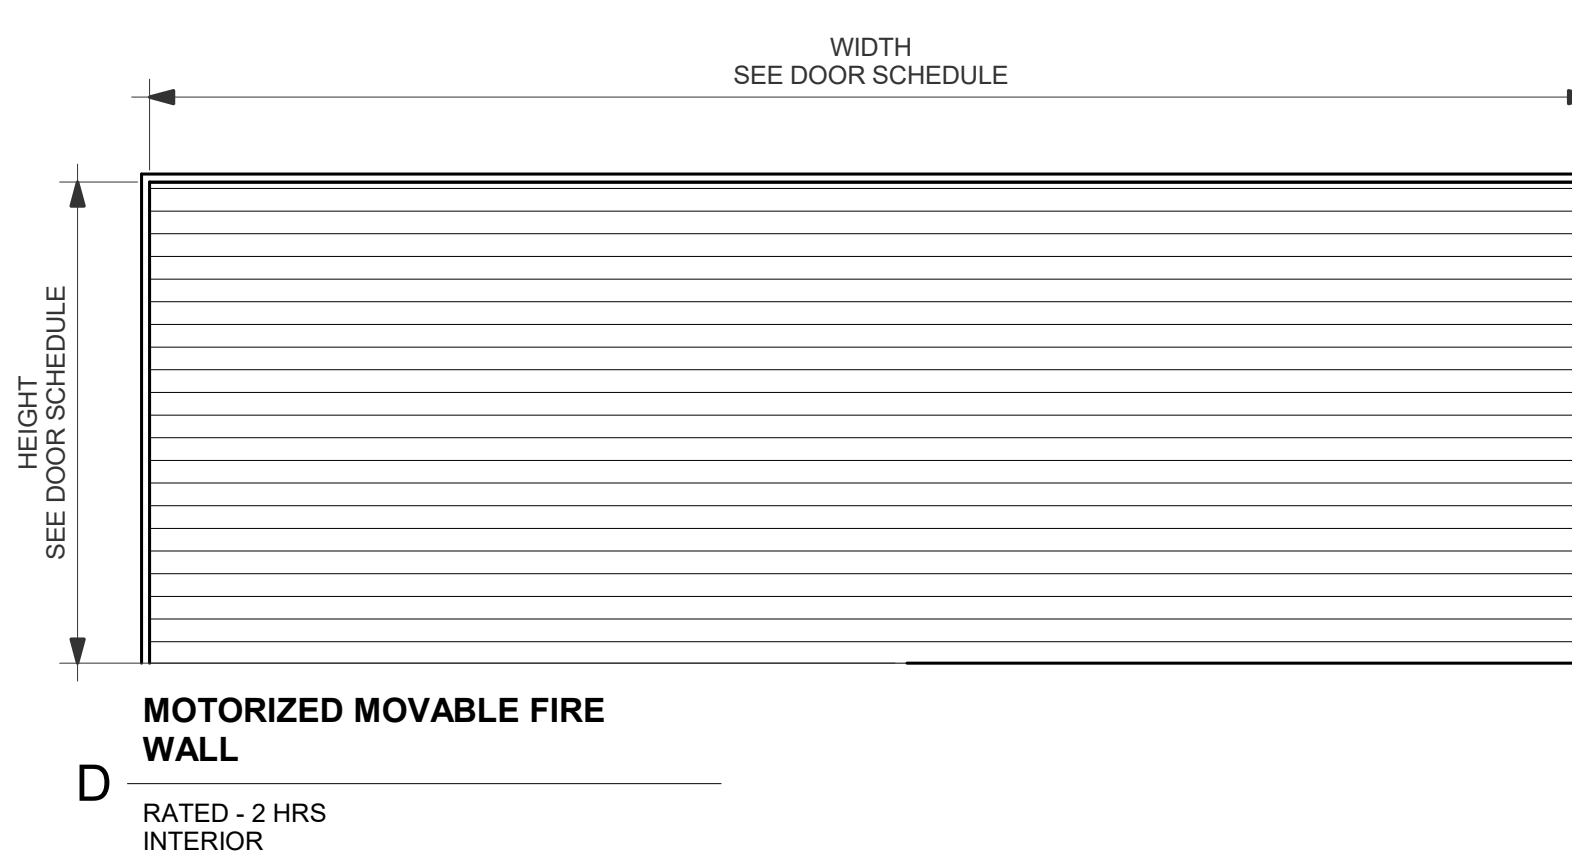 WIDTH
SEE DOOR SCHEDULE
HEIGHT
SEE DOOR SCHEDULE
MOTORIZED MOVABLE FIRE
WALL
D
RATED - 2 HRS
INTERIOR